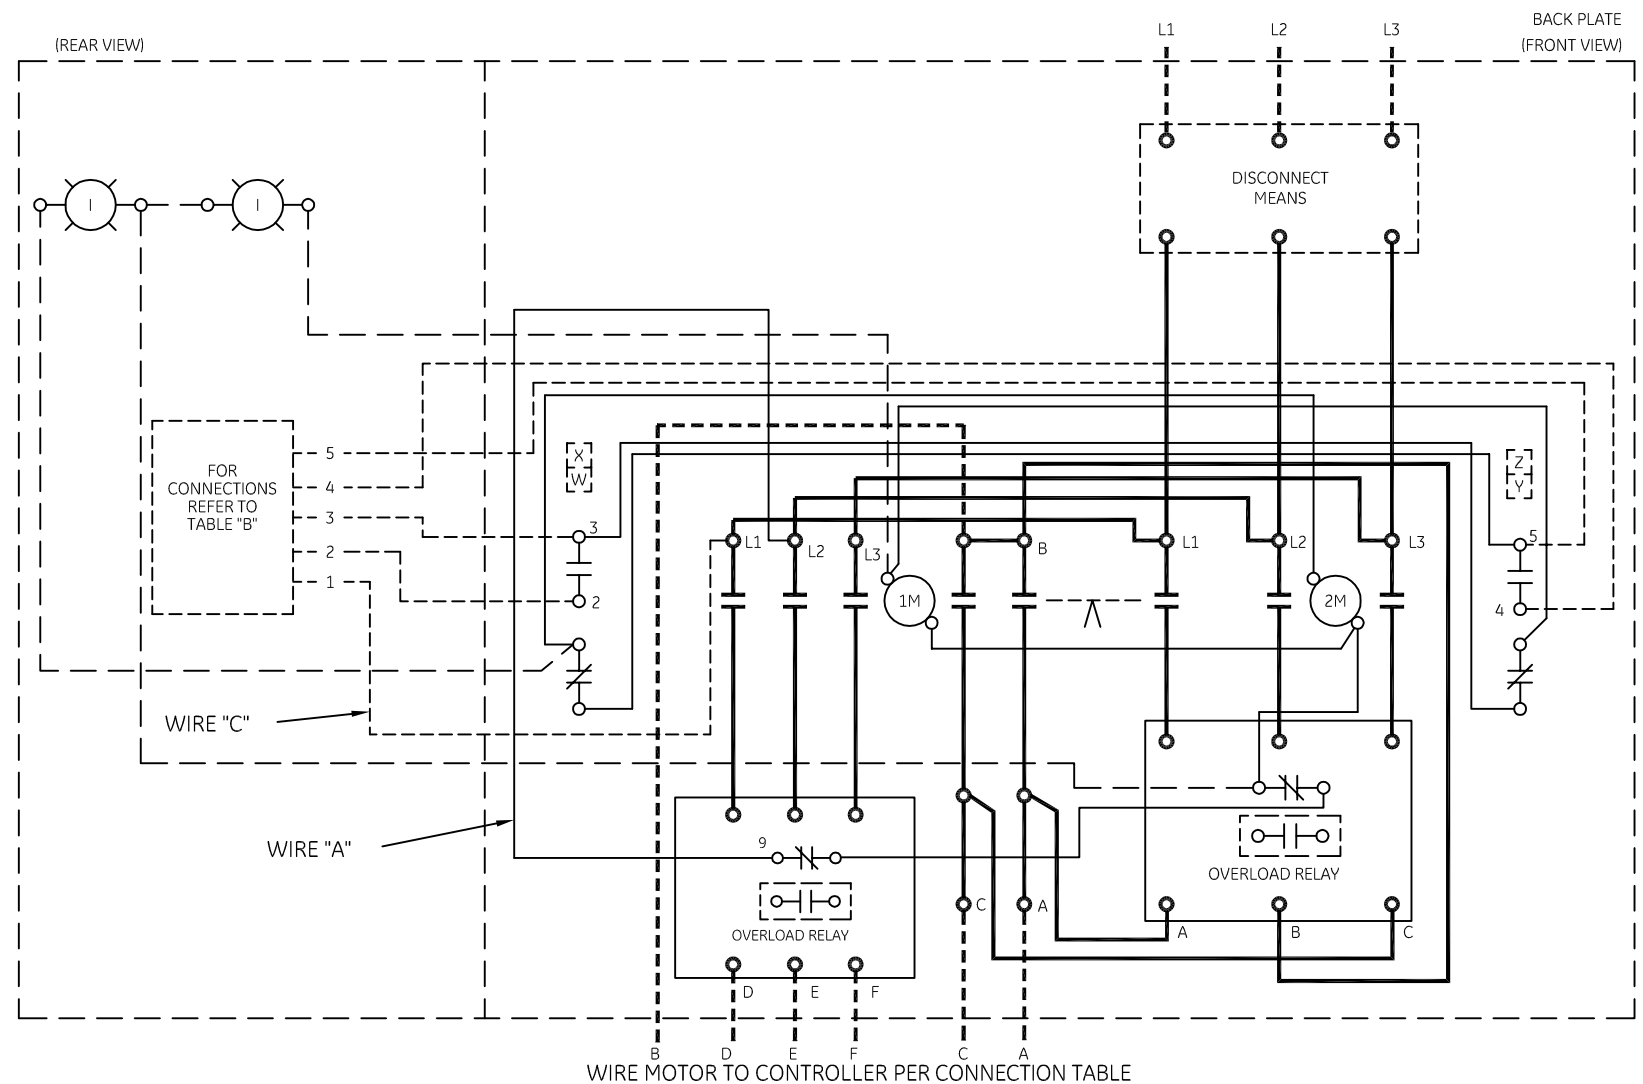 BACK PLATE
(FRONT VIEW)
(REAR VIEW)
L1 L2 L3
DISCONNECT
MEANS
I I
5
4
3
2
1
FOR
CONNECTIONS
REFER TO
TABLE "B"
X
W
Z
Y
3
2
5
4
L1 L2 L3 B L1 L2 L3
1M 2M
WIRE "C"
WIRE "A"
9
OVERLOAD RELAY
OVERLOAD RELAY
C A
A B C
D E F
B D E F C A
WIRE MOTOR TO CONTROLLER PER CONNECTION TABLE